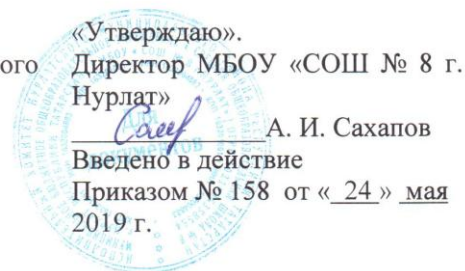 «Утверждаю».
ого Директор МБОУ «СОШ № 8 г.
Нурлат»
А. И. Сахапов
Введено в действие
Приказом № 158 от « 24 » мая
2019 г.